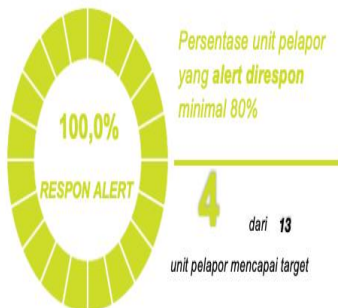 100,0%
RESPON ALERT
Persentase unit pelapor
yang alert direspon
minimal 80%
4 dari 13
unit pelapor mencapai target